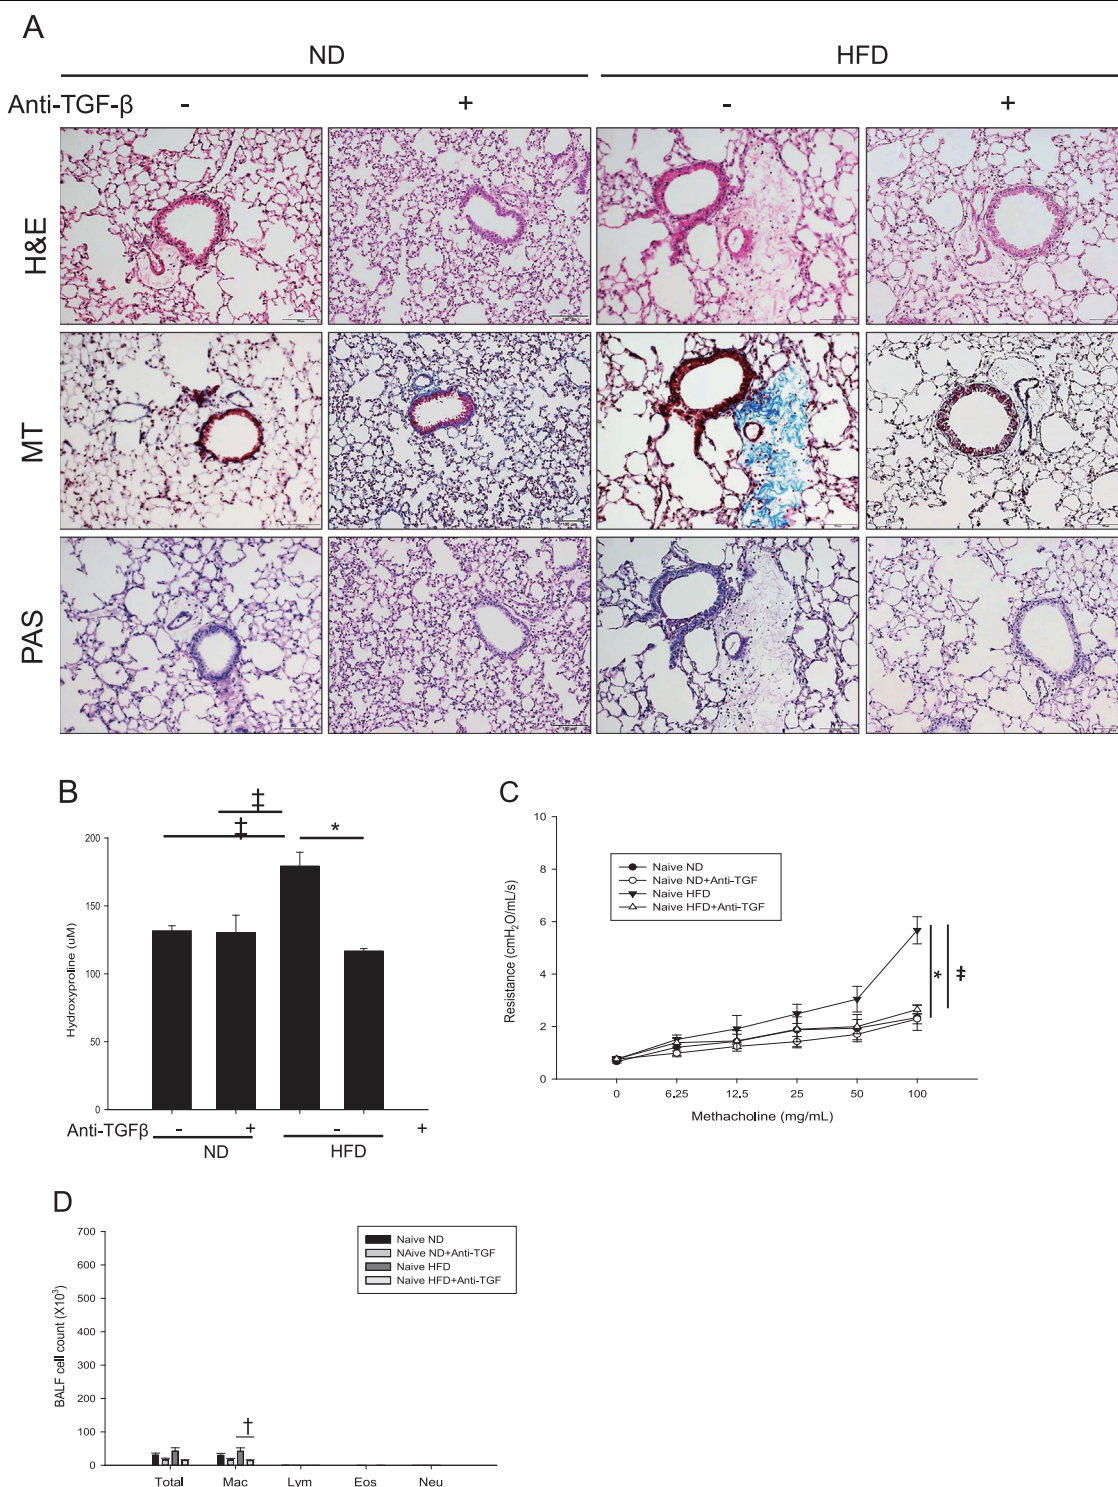 A
ND
HFD
Anti-TGF-β - + - +
H&E
MT
PAS
B
‡
‡
*
200
150
100
50
0
Hydroxyproline (uM)
Anti-TGFβ - + - +
ND
HFD
C
10
8
6
4
2
0
Resistance (cmH2O/mL/s)
Naive ND
Naive ND+Anti-TGF
Naive HFD
Naive HFD+Anti-TGF
* ‡
0 6,25 12,5 25 50 100
Methacholine (mg/mL)
D
700
600
500
400
300
200
100
0
BALF cell count (X10³)
Naive ND
NAive ND+Anti-TGF
Naive HFD
Naive HFD+Anti-TGF
†
Total Mac Lym Eos Neu